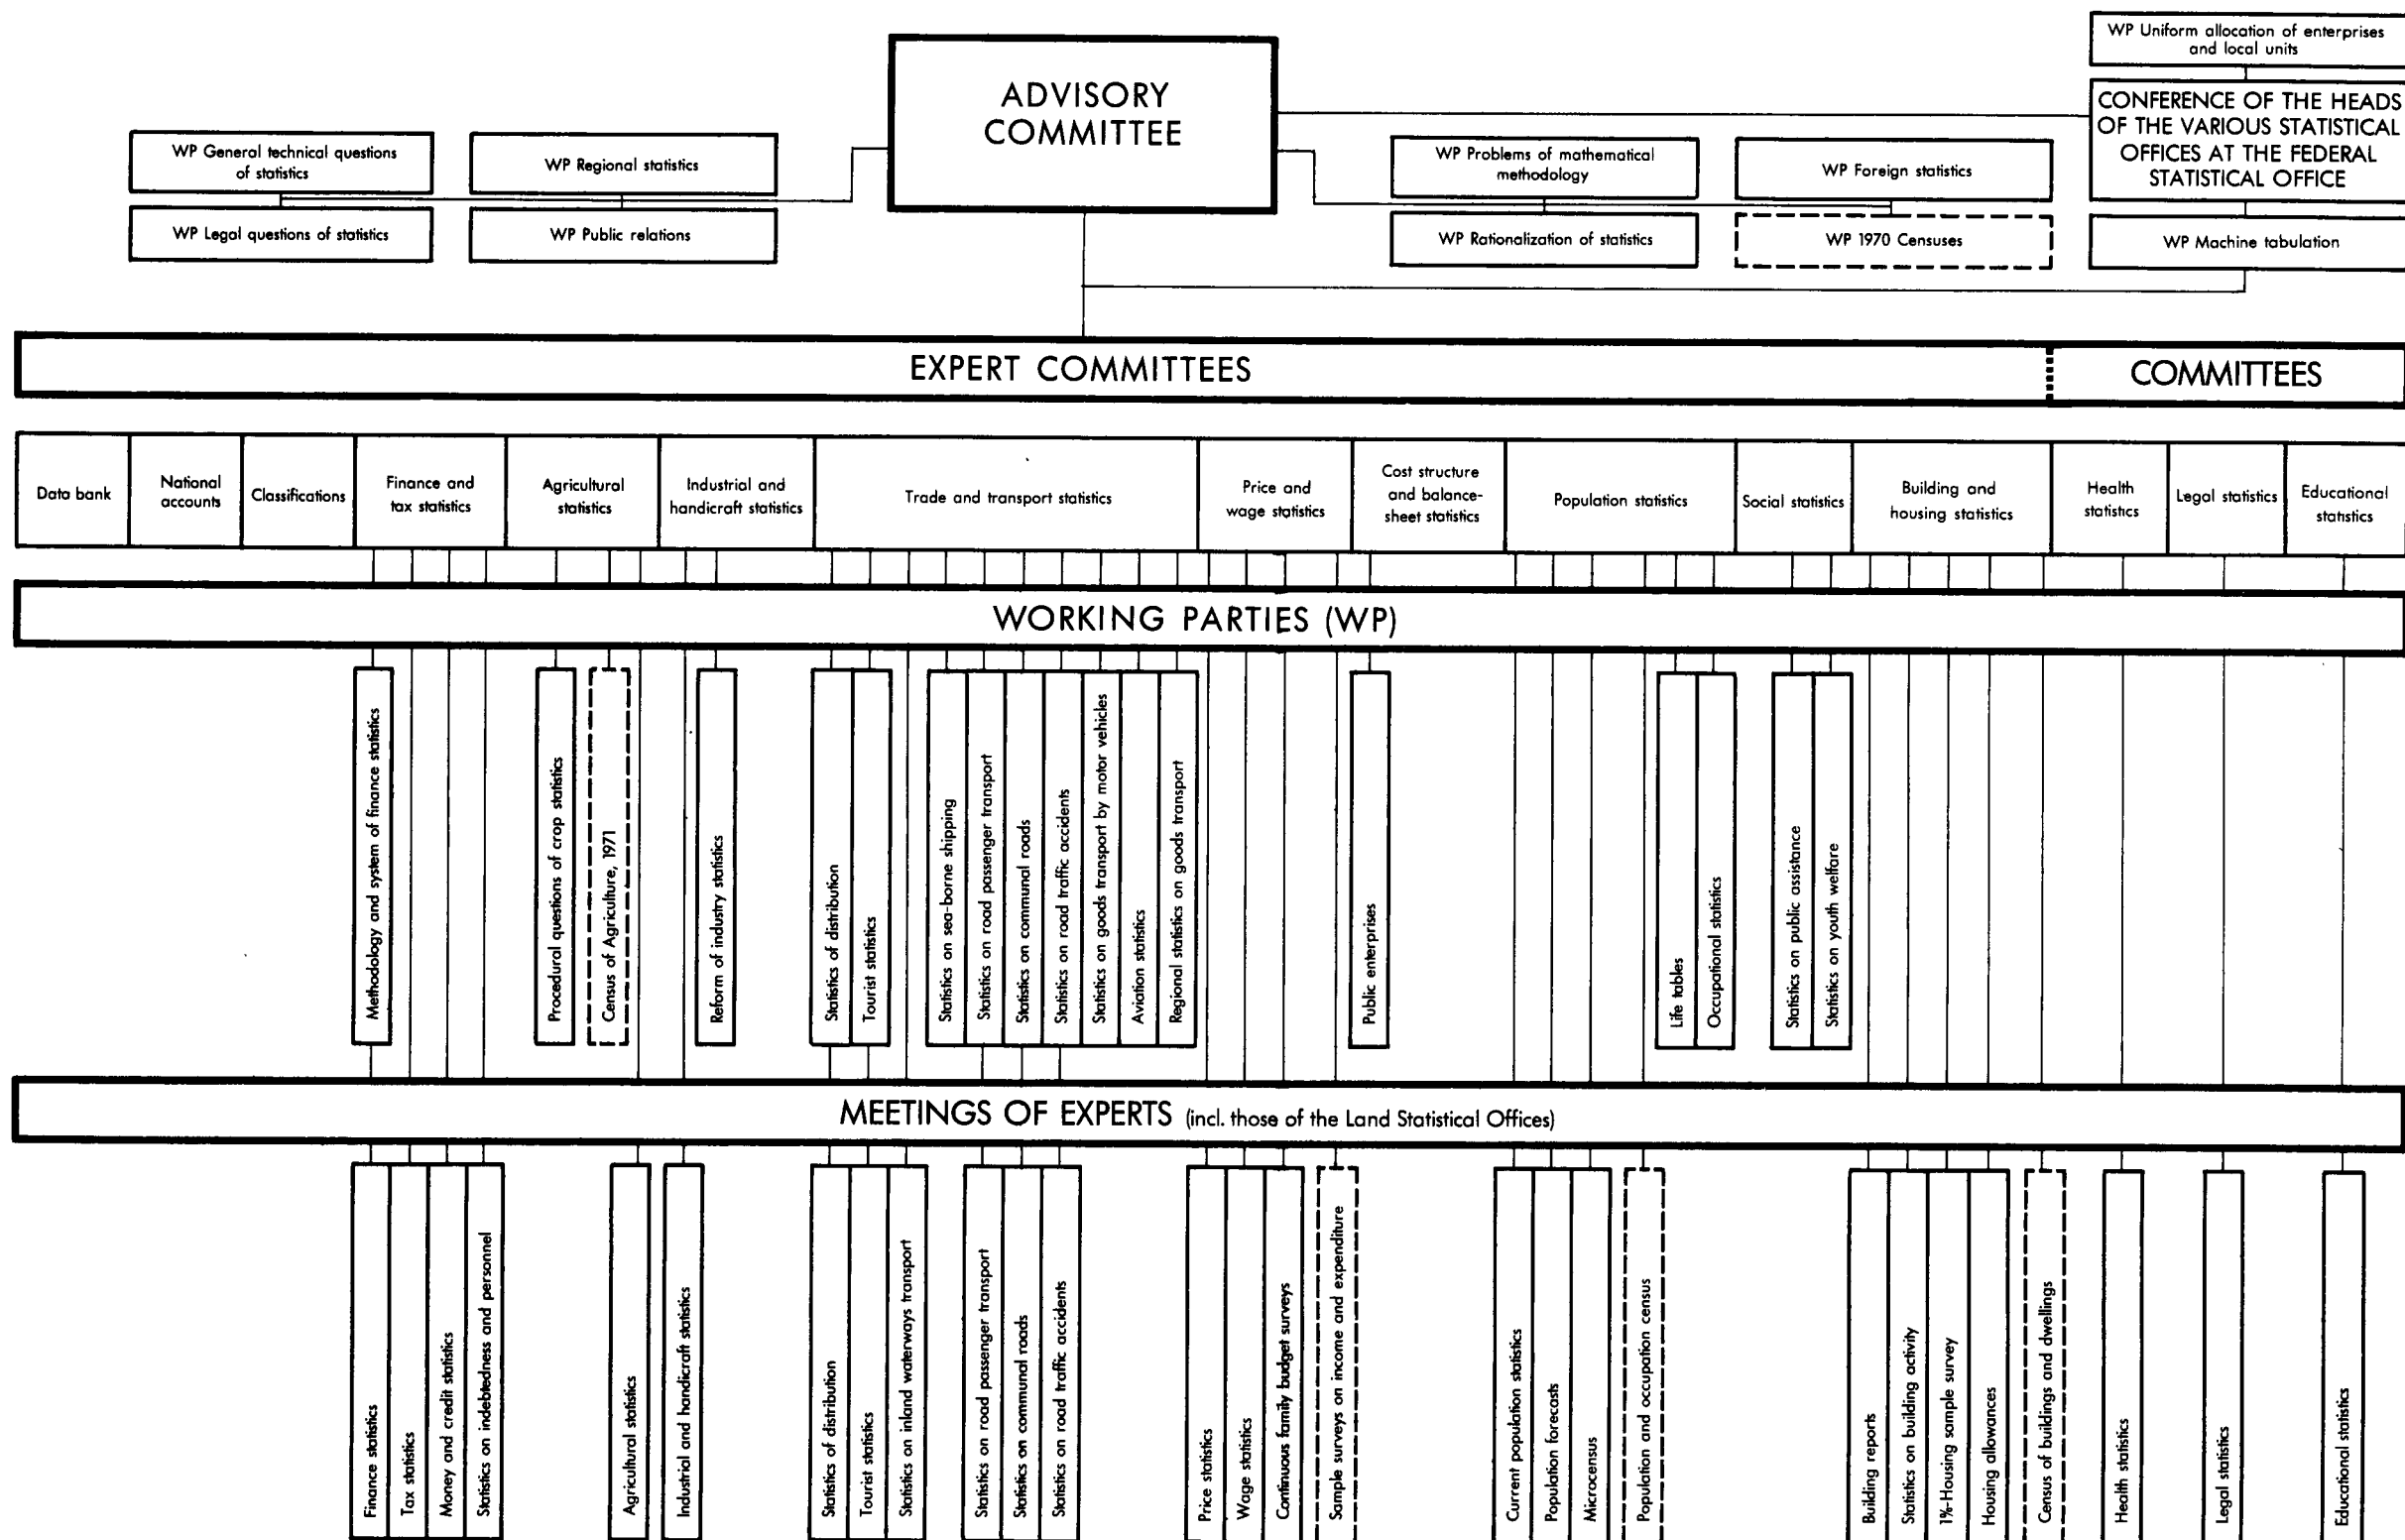 WP Uniform allocation of enterprises
and local units
ADVISORY
COMMITTEE
CONFERENCE OF THE HEADS
OF THE VARIOUS STATISTICAL
OFFICES AT THE FEDERAL
STATISTICAL OFFICE
WP General technical questions
of statistics
WP Regional statistics
WP Problems of mathematical
methodology
WP Foreign statistics
WP Legal questions of statistics
WP Public relations
WP Rationalization of statistics
WP 1970 Censuses
WP Machine tabulation
EXPERT COMMITTEES
COMMITTEES
Data bank
National
accounts
Classifications
Finance and
tax statistics
Agricultural
statistics
Industrial and
handicraft statistics
Trade and transport statistics
Price and
wage statistics
Cost structure
and balance-
sheet statistics
Population statistics
Social statistics
Building and
housing statistics
Health
statistics
Legal statistics
Educational
statistics
WORKING PARTIES (WP)
Methodology and system of finance statistics
Procedural questions of crop statistics
Census of Agriculture, 1971
Reform of industry statistics
Statistics of distribution
Tourist statistics
Statistics on sea-borne shipping
Statistics on road passenger transport
Statistics on communal roads
Statistics on road traffic accidents
Statistics on goods transport by motor vehicles
Aviation statistics
Regional statistics on goods transport
Public enterprises
Life tables
Occupational statistics
Statistics on public assistance
Statistics on youth welfare
MEETINGS OF EXPERTS (incl. those of the Land Statistical Offices)
Finance statistics
Tax statistics
Money and credit statistics
Statistics on indebtedness and personnel
Agricultural statistics
Industrial and handicraft statistics
Statistics of distribution
Tourist statistics
Statistics on inland waterways transport
Statistics on road passenger transport
Statistics on communal roads
Statistics on road traffic accidents
Price statistics
Wage statistics
Continuous family budget surveys
Sample surveys on income and expenditure
Current population statistics
Population forecasts
Microcensus
Population and occupation census
Building reports
Statistics on building activity
1%-Housing sample survey
Housing allowances
Census of buildings and dwellings
Health statistics
Legal statistics
Educational statistics